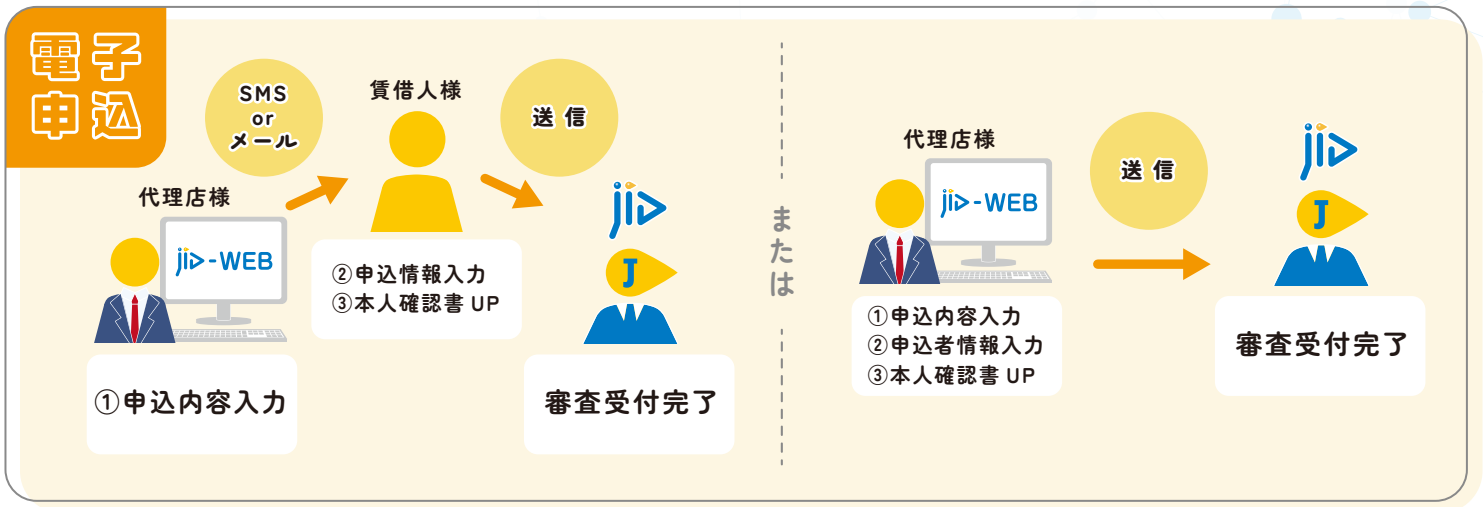 電子
申込
SMS
or
メール
賃借人様
送信
代理店様
jiD-WEB
②申込情報入力
③本人確認書 UP
jiD
J
①申込内容入力
審査受付完了
または
代理店様
jiD-WEB
送信
jiD
J
①申込内容入力
②申込者情報入力
③本人確認書 UP
審査受付完了